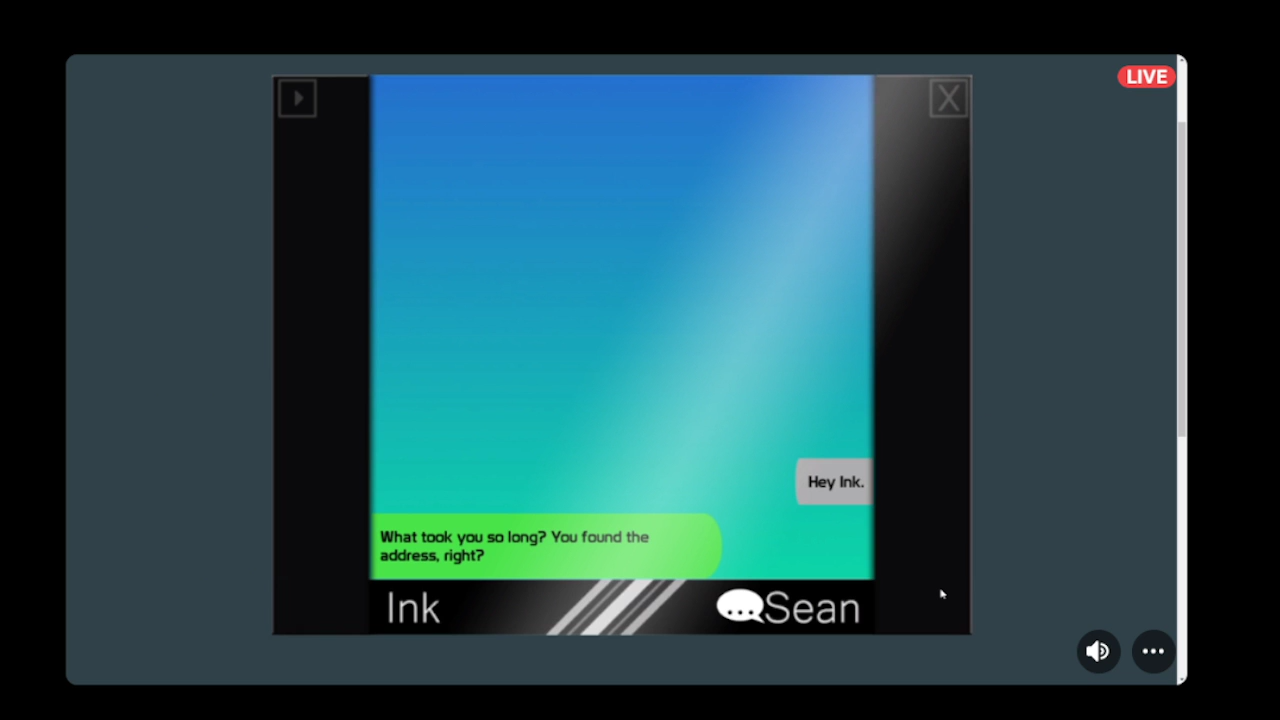 LIVE
X
Hey Ink.
What took you so long? You found the
address, right?
Ink
Sean